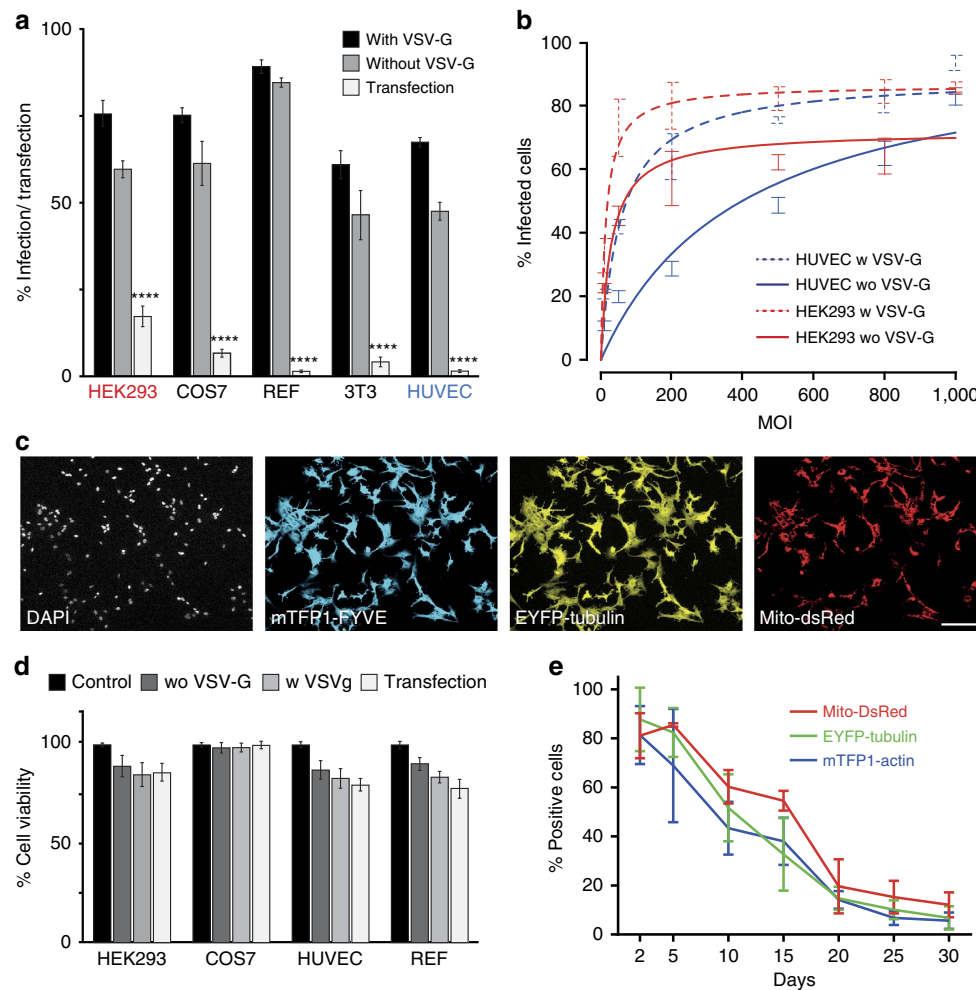 a
100
50
0
% Infection/ transfection
With VSV-G
Without VSV-G
Transfection
****
****
****
****
****
HEK293
COS7
REF
3T3
HUVEC
b
100
80
60
40
20
0
% Infected cells
HUVEC w VSV-G
HUVEC wo VSV-G
HEK293 w VSV-G
HEK293 wo VSV-G
0
200
400
600
800
1,000
MOI
c
DAPI
mTFP1-FYVE
EYFP-tubulin
Mito-dsRed
d
Control
wo VSV-G
w VSVg
Transfection
100
50
0
% Cell viability
HEK293
COS7
HUVEC
REF
e
100
80
60
40
20
0
% Positive cells
Mito-DsRed
EYFP-tubulin
mTFP1-actin
2
5
10
15
20
25
30
Days